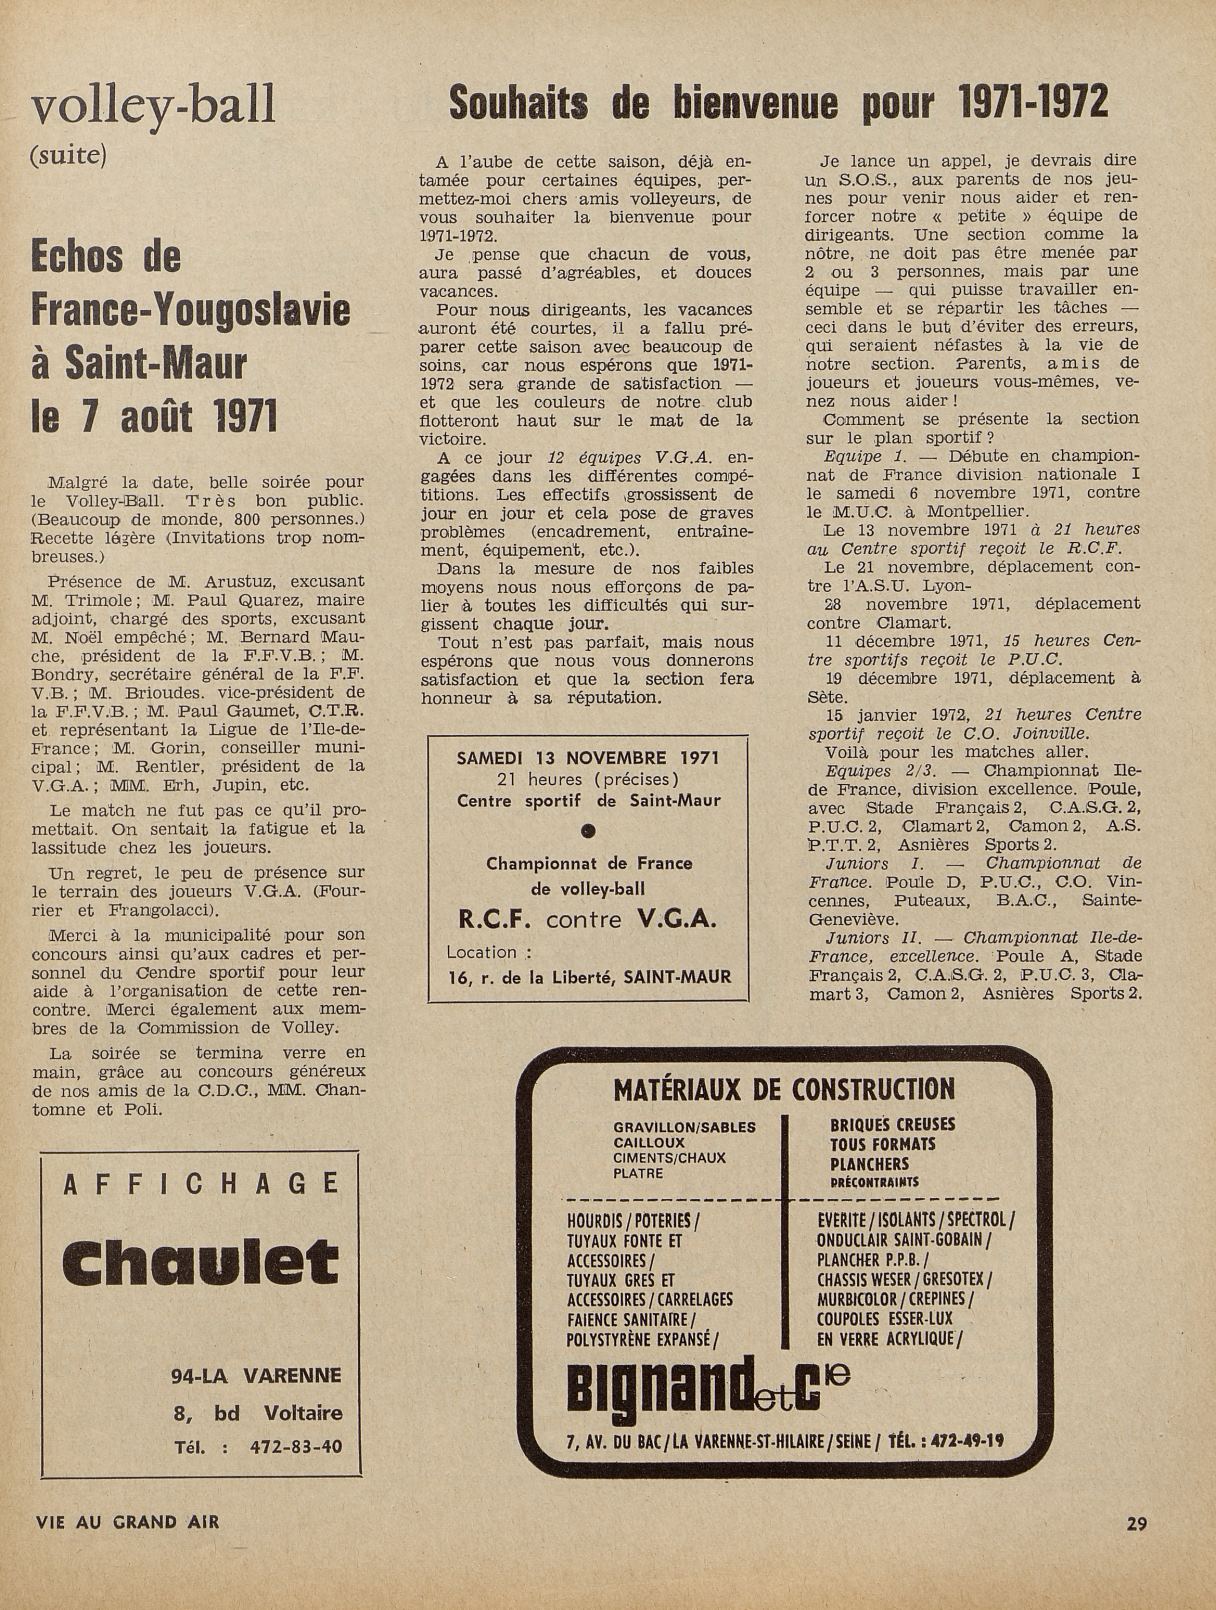 volley-ball
(suite)
Echos de
France-Yougoslavie
à Saint-Maur
le 7 août 1971
Malgré la date, belle soirée pour
le Volley-Ball. Très bon public.
(Beaucoup de monde, 800 personnes.)
Recette légère (Invitations trop nom-
breuses.)
Présence de M. Arustuz, excusant
M. Trimole ; M. Paul Quarez, maire
adjoint, chargé des sports, excusant
M. Noël empêché ; M. Bernard Mau-
che, président de la F.F.V.B. ; M.
Bondry, secrétaire général de la F.F.
V.B. ; M. Brioudes. vice-président de
la F.F.V.B. ; M. Paul Gaumet, C.T.R.
et représentant la Ligue de l'Ile-de-
France ; M. Gorin, conseiller muni-
cipal ; M. Rentler, président de la
V.G.A. ; MM. Erh, Jupin, etc.
Le match ne fut pas ce qu'il pro-
mettait. On sentait la fatigue et la
lassitude chez les joueurs.
Un regret, le peu de présence sur
le terrain des joueurs V.G.A. (Four-
rier et Frangolacci).
Merci à la municipalité pour son
concours ainsi qu'aux cadres et per-
sonnel du Cendre sportif pour leur
aide à l'organisation de cette ren-
contre. Merci également aux mem-
bres de la Commission de Volley.
La soirée se termina verre en
main, grâce au concours généreux
de nos amis de la C.D.C., MM. Chan-
tomne et Poli.
AFFICHAGE
Chaulet
94-LA VARENNE
8, bd Voltaire
Tél. : 472-83-40
Souhaits de bienvenue pour 1971-1972
A l'aube de cette saison, déjà en-
tamée pour certaines équipes, per-
mettez-moi chers amis volleyeurs, de
vous souhaiter la bienvenue pour
1971-1972.
Je pense que chacun de vous,
aura passé d'agréables, et douces
vacances.
Pour nous dirigeants, les vacances
auront été courtes, il a fallu pré-
parer cette saison avec beaucoup de
soins, car nous espérons que 1971-
1972 sera grande de satisfaction —
et que les couleurs de notre club
flotteront haut sur le mat de la
victoire.
A ce jour 12 équipes V.G.A. en-
gagées dans les différentes compé-
titions. Les effectifs grossissent de
jour en jour et cela pose de graves
problèmes (encadrement, entraîne-
ment, équipement, etc.).
Dans la mesure de nos faibles
moyens nous nous efforçons de pa-
lier à toutes les difficultés qui sur-
gissent chaque jour.
Tout n'est pas parfait, mais nous
espérons que nous vous donnerons
satisfaction et que la section fera
honneur à sa réputation.
SAMEDI 13 NOVEMBRE 1971
21 heures (précises)
Centre sportif de Saint-Maur
●
Championnat de France
de volley-ball
R.C.F. contre V.G.A.
Location :
16, r. de la Liberté, SAINT-MAUR
Je lance un appel, je devrais dire
un S.O.S., aux parents de nos jeu-
nes pour venir nous aider et ren-
forcer notre « petite » équipe de
dirigeants. Une section comme la
nôtre, ne doit pas être menée par
2 ou 3 personnes, mais par une
équipe — qui puisse travailler en-
semble et se répartir les tâches —
ceci dans le but d'éviter des erreurs,
qui seraient néfastes à la vie de
notre section. Parents, amis de
joueurs et joueurs vous-mêmes, ve-
nez nous aider !
Comment se présente la section
sur le plan sportif ?
Equipe 1. — Débute en champion-
nat de France division nationale I
le samedi 6 novembre 1971, contre
le M.U.C. à Montpellier.
Le 13 novembre 1971 à 21 heures
au Centre sportif reçoit le R.C.F.
Le 21 novembre, déplacement con-
tre l'A.S.U. Lyon-
28 novembre 1971, déplacement
contre Clamart.
11 décembre 1971, 15 heures Cen-
tre sportifs reçoit le P.U.C.
19 décembre 1971, déplacement à
Sète.
15 janvier 1972, 21 heures Centre
sportif reçoit le C.O. Joinville.
Voilà pour les matches aller.
Equipes 2/3. — Championnat Ile-
de France, division excellence. Poule,
avec Stade Français 2, C.A.S.G. 2,
P.U.C. 2, Clamart 2, Camon 2, A.S.
P.T.T. 2, Asnières Sports 2.
Juniors I. — Championnat de
France. Poule D, P.U.C., C.O. Vin-
cennes, Puteaux, B.A.C., Sainte-
Geneviève.
Juniors II. — Championnat Ile-de-
France, excellence. Poule A, Stade
Français 2, C.A.S.G. 2, P.U.C. 3, Cla-
mart 3, Camon 2, Asnières Sports 2.
MATÉRIAUX DE CONSTRUCTION
GRAVILLON/SABLES
CAILLOUX
CIMENTS/CHAUX
PLATRE
BRIQUES CREUSES
TOUS FORMATS
PLANCHERS
PRÉCONTRAINTS
HOURDIS / POTERIES /
TUYAUX FONTE ET
ACCESSOIRES /
TUYAUX GRES ET
ACCESSOIRES / CARRELAGES
FAIENCE SANITAIRE /
POLYSTYRÈNE EXPANSÉ /
EVERITE / ISOLANTS / SPECTROL /
ONDUCLAIR SAINT-GOBAIN /
PLANCHER P.P.B. /
CHASSIS WESER / GRESOTEX /
MURBICOLOR / CREPINES /
COUPOLES ESSER-LUX
EN VERRE ACRYLIQUE /
Bignand et Cie
7, AV. DU BAC / LA VARENNE-ST-HILAIRE / SEINE / TÉL. : 472-49-19
VIE AU GRAND AIR
29